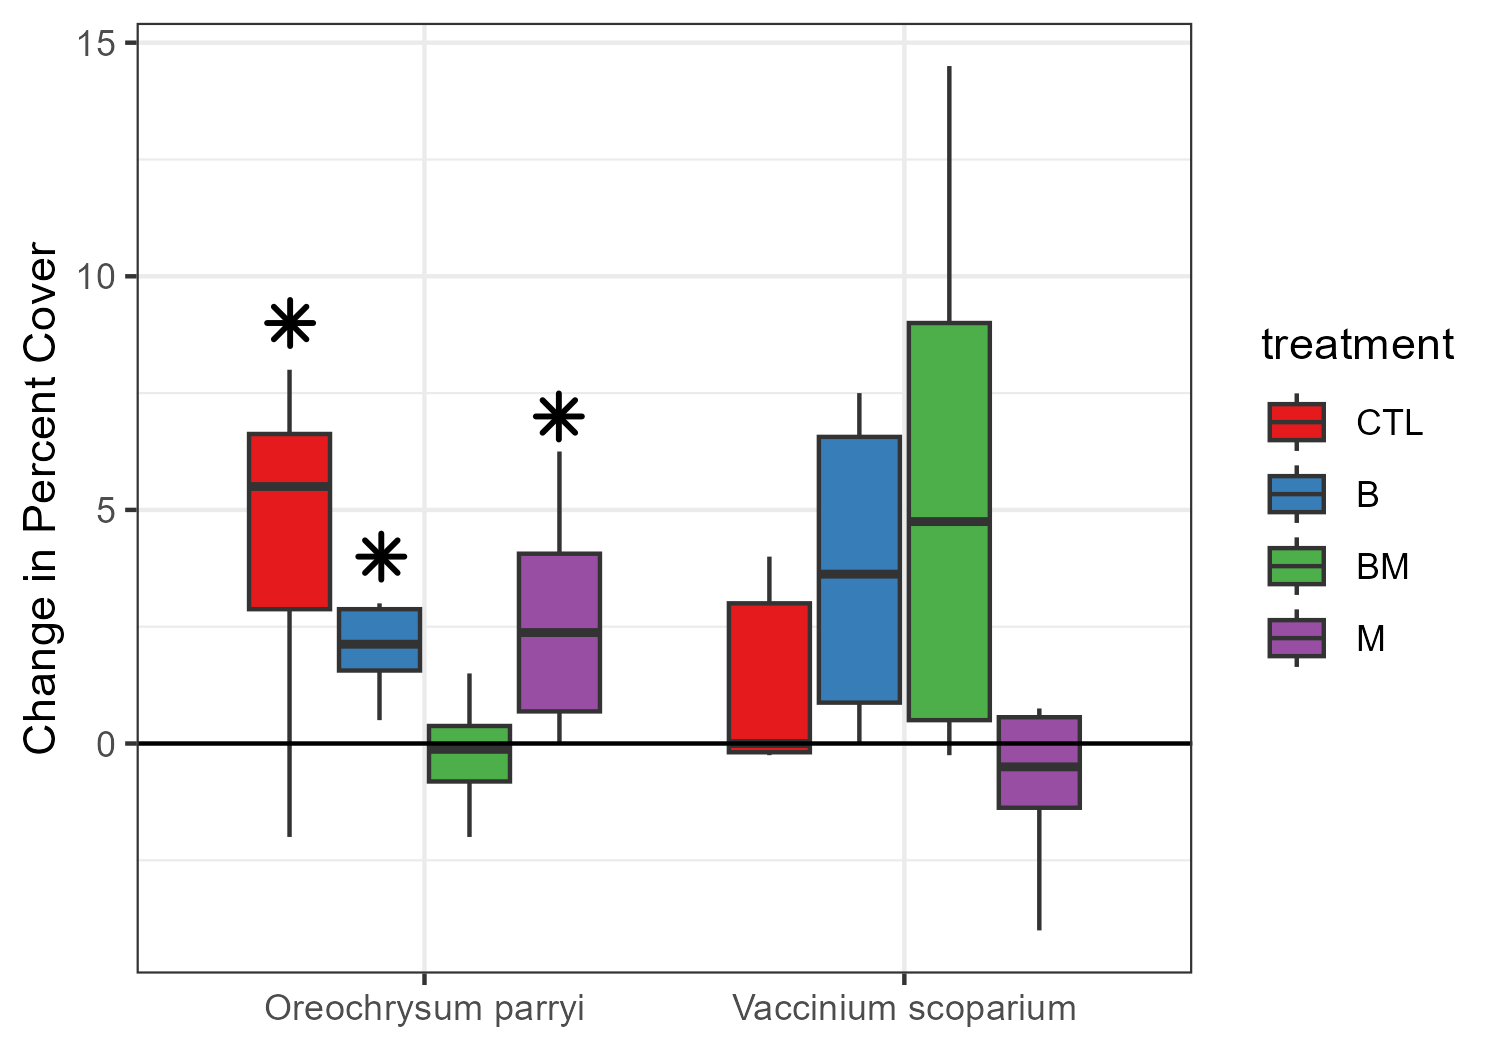 15
10
5
0
Change in Percent Cover
Oreochrysum parryi
Vaccinium scoparium
treatment
CTL
B
BM
M